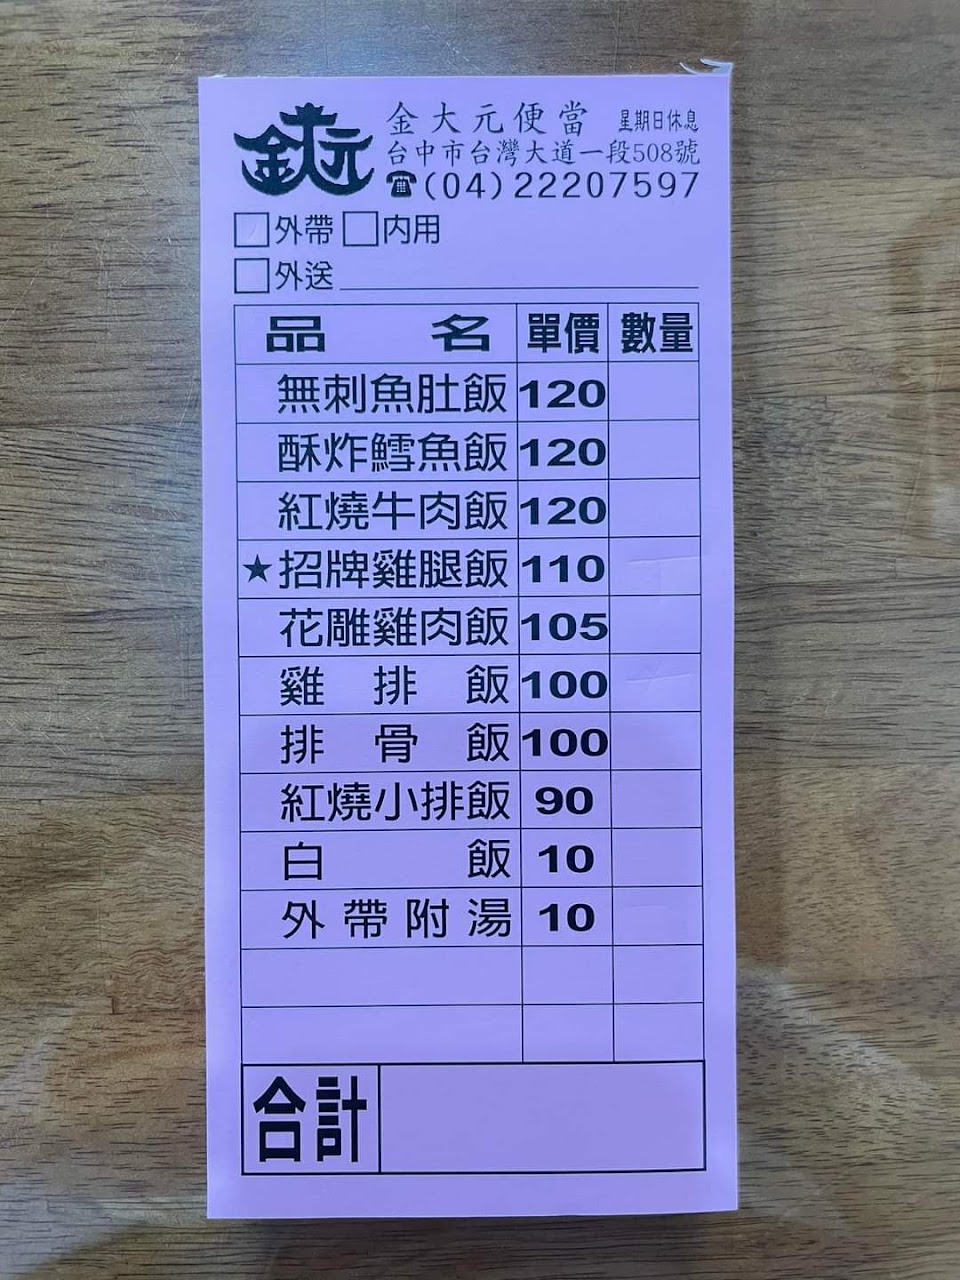 金大元
金大元便當 星期日休息
台中市台灣大道一段508號
☎(04)22207597
□外帶 □內用
□外送
品名 單價 數量
無刺魚肚飯 120
酥炸鱈魚飯 120
紅燒牛肉飯 120
★招牌雞腿飯 110
花雕雞肉飯 105
雞排飯 100
排骨飯 100
紅燒小排飯 90
白飯 10
外帶附湯 10
合計